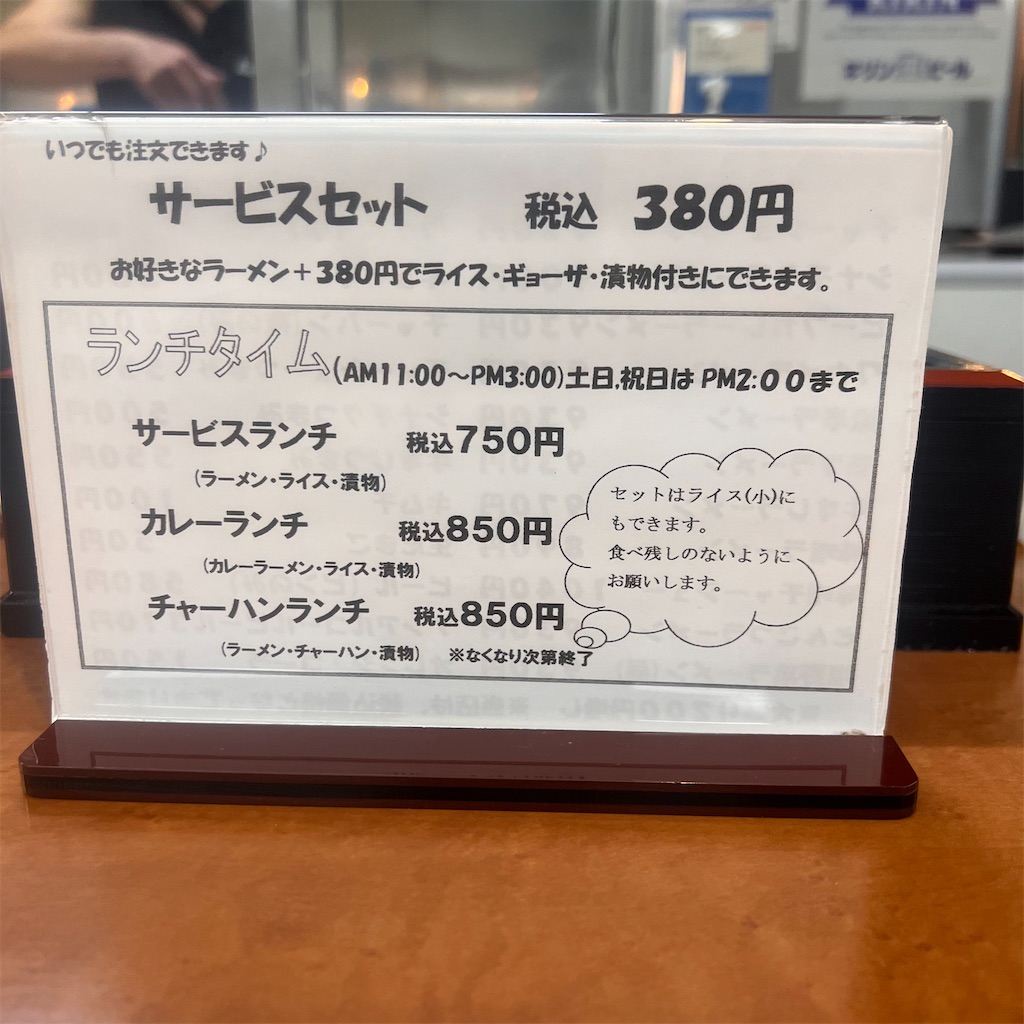 KIRIN
キリンビール
いつでも注文できます♪
サービスセット 税込 380円
お好きなラーメン＋380円でライス・ギョーザ・漬物付きにできます。
ランチタイム(AM11:00～PM3:00)土日,祝日は PM2:００まで
サービスランチ 税込750円
(ラーメン・ライス・漬物)
カレーランチ 税込850円
(カレーラーメン・ライス・漬物)
チャーハンランチ 税込850円
(ラーメン・チャーハン・漬物) ※なくなり次第終了
セットはライス(小)に
もできます。
食べ残しのないように
お願いします。